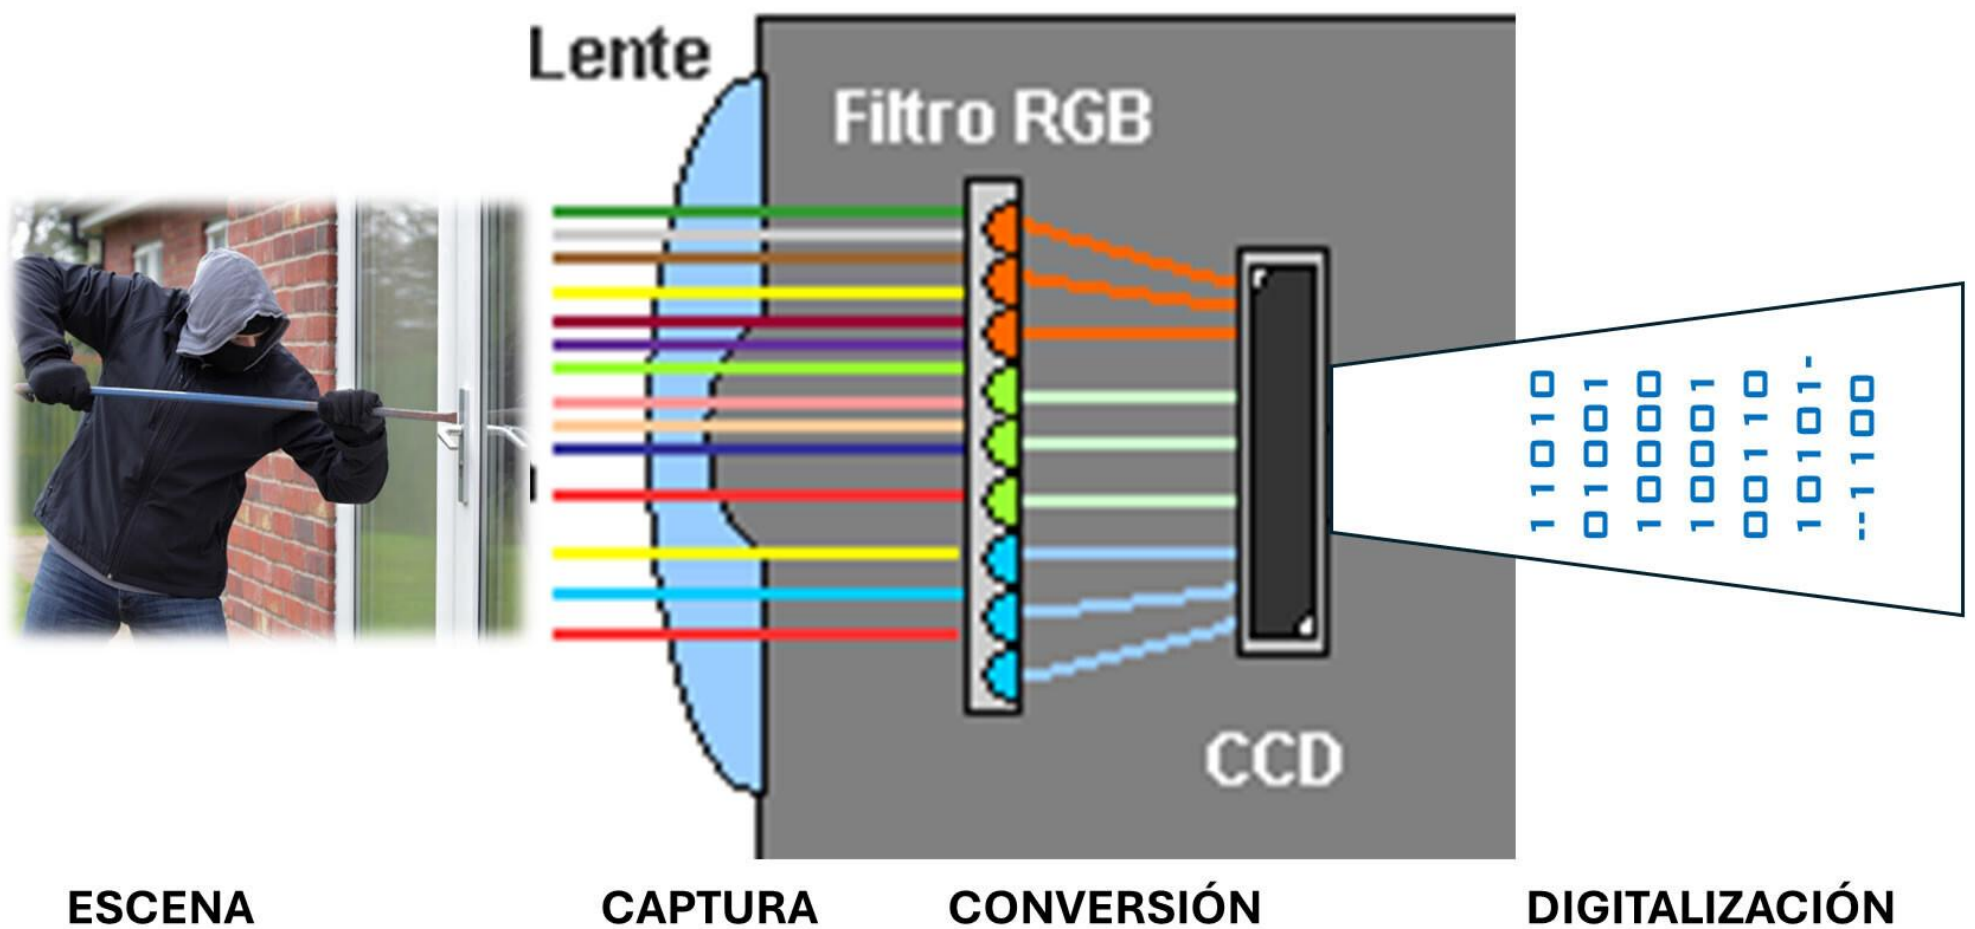 Lente
Filtro RGB
11010
01001
10000
10001
00110
10101-
--1100
CCD
ESCENA
CAPTURA
CONVERSIÓN
DIGITALIZACIÓN